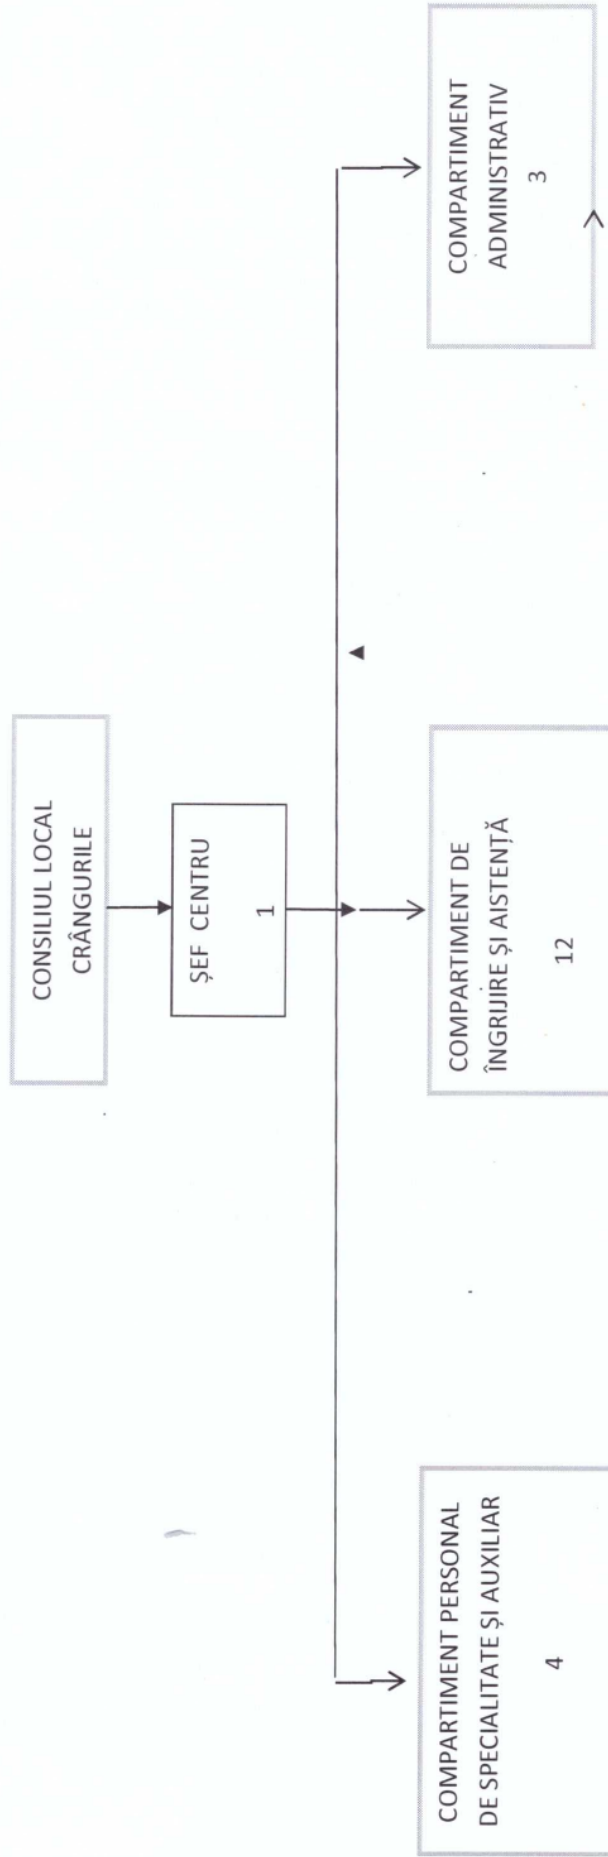 CONSILIUL LOCAL
CRÂNGURILE
ȘEF CENTRU
1
COMPARTIMENT PERSONAL
DE SPECIALITATE ȘI AUXILIAR
4
COMPARTIMENT DE
ÎNGRIJIRE ȘI AISTENȚĂ
12
COMPARTIMENT
ADMINISTRATIV
3